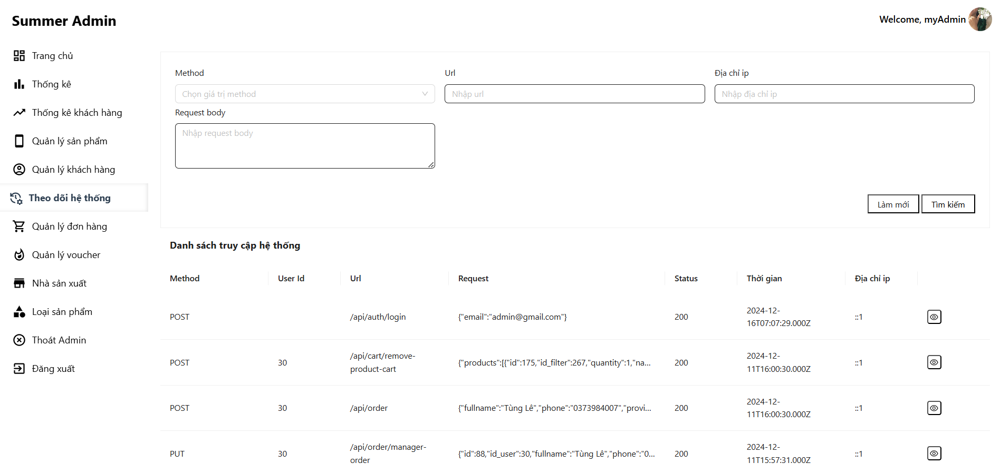 Summer Admin
Welcome, myAdmin
Trang chủ
Thống kê
Thống kê khách hàng
Quản lý sản phẩm
Quản lý khách hàng
Theo dõi hệ thống
Quản lý đơn hàng
Quản lý voucher
Nhà sản xuất
Loại sản phẩm
Thoát Admin
Đăng xuất
Method
Url
Địa chỉ ip
Chọn giá trị method
Nhập url
Nhập địa chỉ ip
Request body
Nhập request body
Làm mới
Tìm kiếm
Danh sách truy cập hệ thống
Method User Id Url Request Status Thời gian Địa chỉ ip
POST /api/auth/login {"email":"admin@gmail.com"} 200 2024-12-
16T07:07:29.000Z ::1
POST 30 /api/cart/remove-
product-cart {"products":[{"id":175,"id_filter":267,"quantity":1,"na... 200 2024-12-
11T16:00:30.000Z ::1
POST 30 /api/order {"fullname":"Tùng Lê","phone":"0373984007","provi... 200 2024-12-
11T16:00:30.000Z ::1
PUT 30 /api/order/manager-
order {"id":88,"id_user":30,"fullname":"Tùng Lê","phone":"0... 200 2024-12-
11T15:57:31.000Z ::1